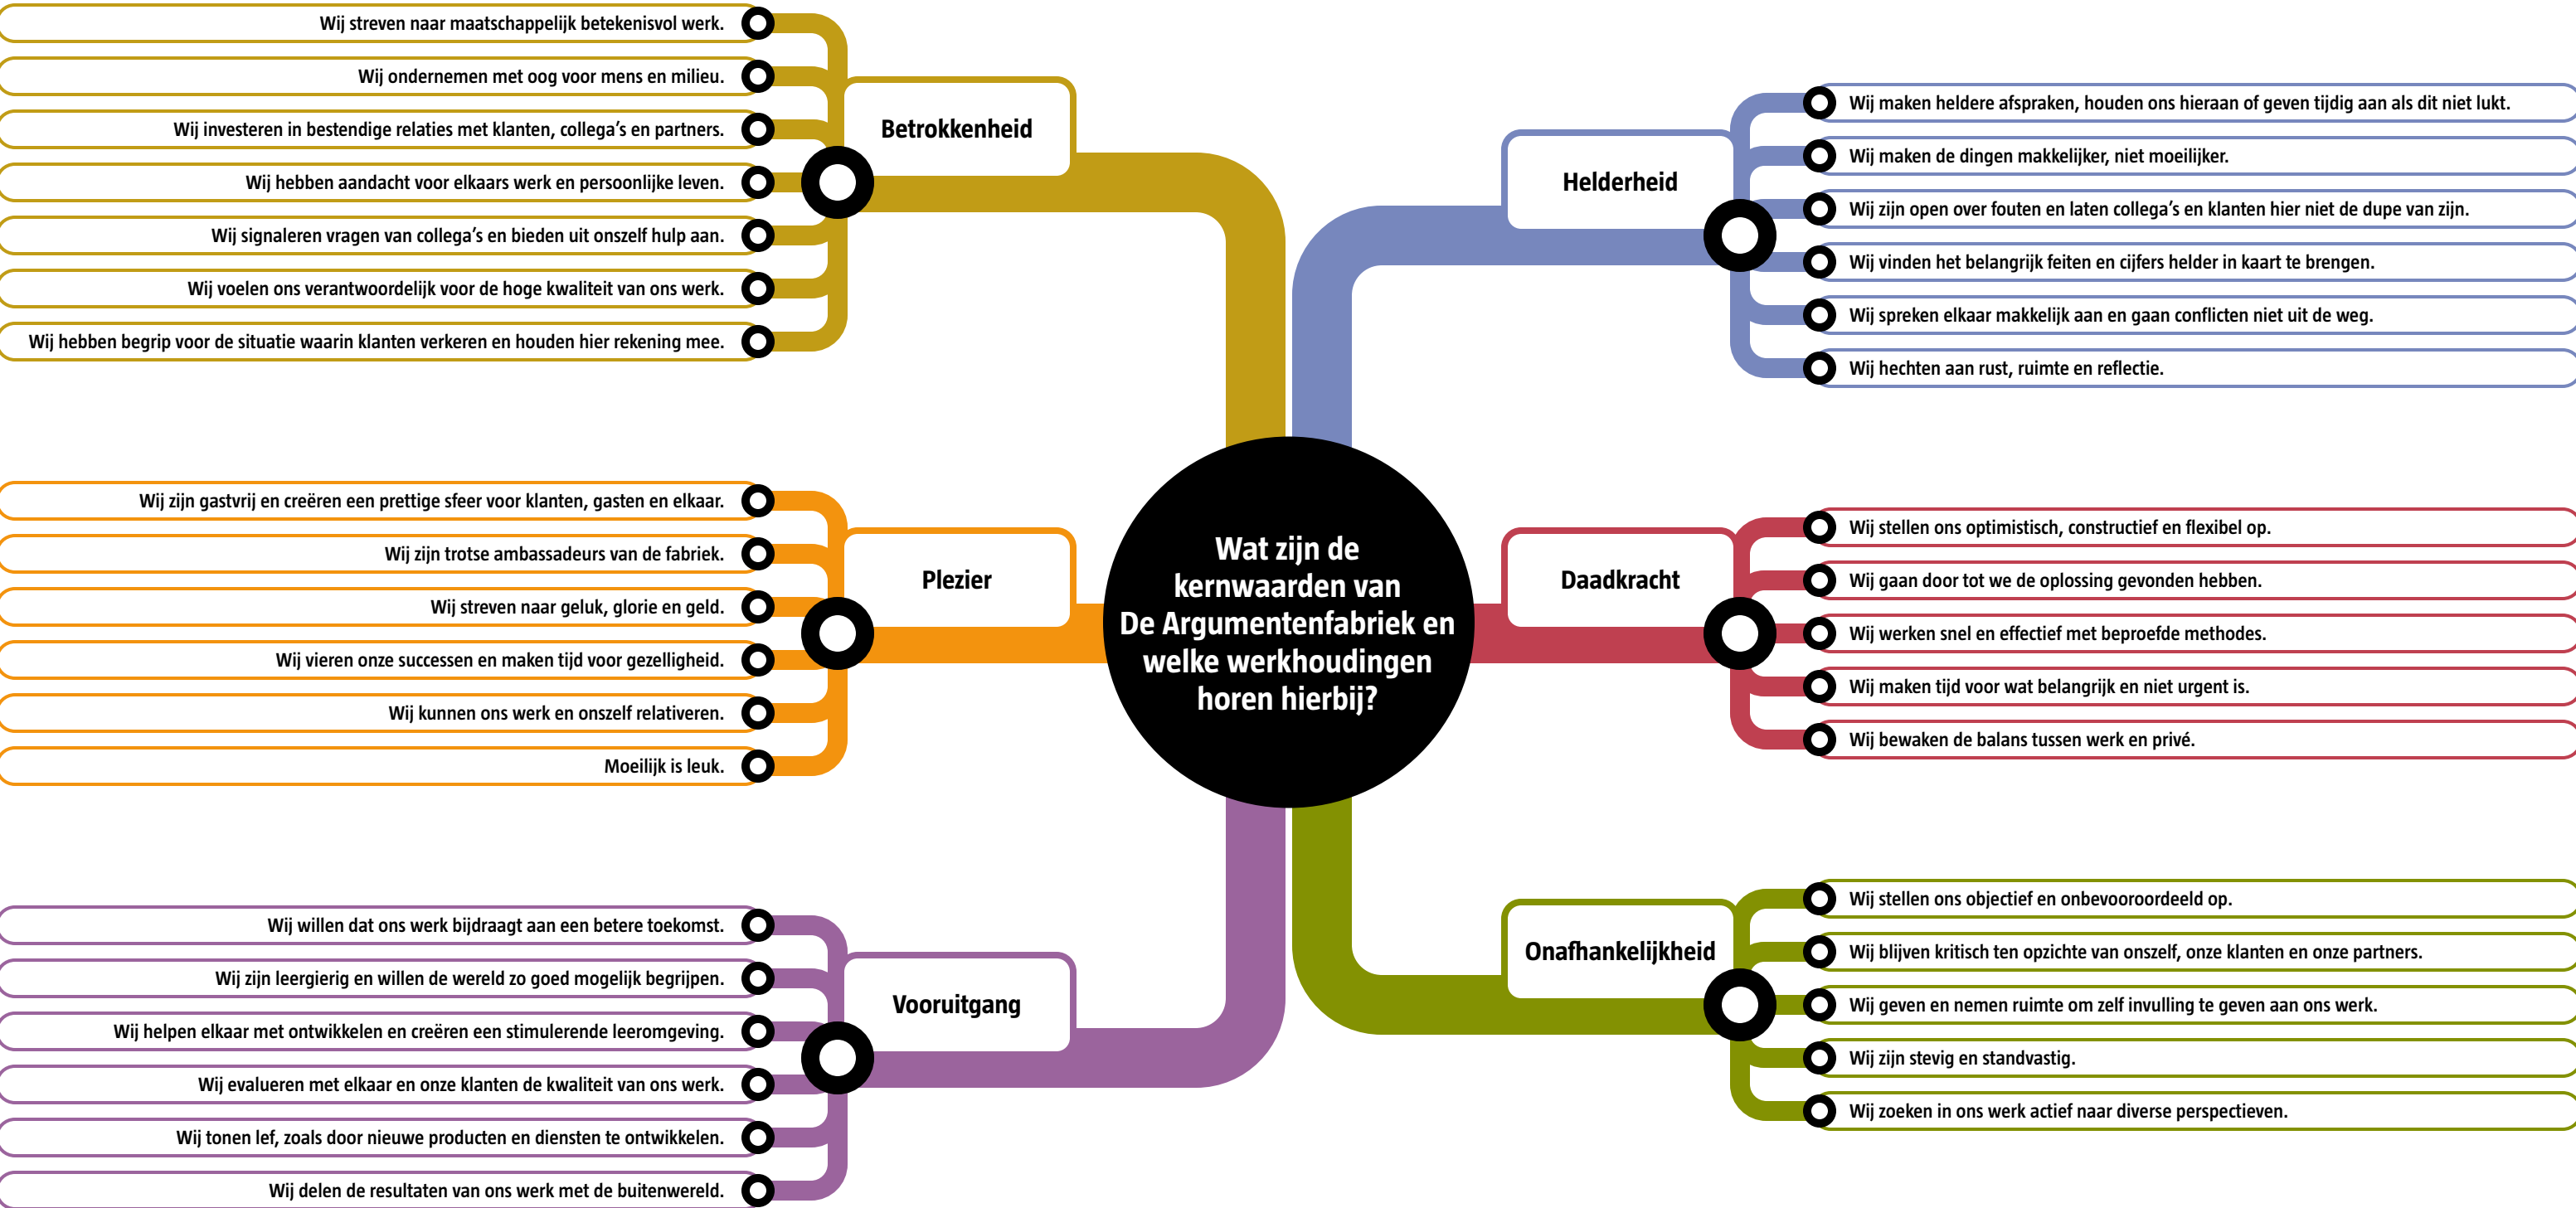 Wat zijn de
kernwaarden van
De Argumentenfabriek en
welke werkhoudingen
horen hierbij?
Betrokkenheid
Wij streven naar maatschappelijk betekenisvol werk.
Wij ondernemen met oog voor mens en milieu.
Wij investeren in bestendige relaties met klanten, collega’s en partners.
Wij hebben aandacht voor elkaars werk en persoonlijke leven.
Wij signaleren vragen van collega’s en bieden uit onszelf hulp aan.
Wij voelen ons verantwoordelijk voor de hoge kwaliteit van ons werk.
Wij hebben begrip voor de situatie waarin klanten verkeren en houden hier rekening mee.
Plezier
Wij zijn gastvrij en creëren een prettige sfeer voor klanten, gasten en elkaar.
Wij zijn trotse ambassadeurs van de fabriek.
Wij streven naar geluk, glorie en geld.
Wij vieren onze successen en maken tijd voor gezelligheid.
Wij kunnen ons werk en onszelf relativeren.
Moeilijk is leuk.
Vooruitgang
Wij willen dat ons werk bijdraagt aan een betere toekomst.
Wij zijn leergierig en willen de wereld zo goed mogelijk begrijpen.
Wij helpen elkaar met ontwikkelen en creëren een stimulerende leeromgeving.
Wij evalueren met elkaar en onze klanten de kwaliteit van ons werk.
Wij tonen lef, zoals door nieuwe producten en diensten te ontwikkelen.
Wij delen de resultaten van ons werk met de buitenwereld.
Helderheid
Wij maken heldere afspraken, houden ons hieraan of geven tijdig aan als dit niet lukt.
Wij maken de dingen makkelijker, niet moeilijker.
Wij zijn open over fouten en laten collega’s en klanten hier niet de dupe van zijn.
Wij vinden het belangrijk feiten en cijfers helder in kaart te brengen.
Wij spreken elkaar makkelijk aan en gaan conflicten niet uit de weg.
Wij hechten aan rust, ruimte en reflectie.
Daadkracht
Wij stellen ons optimistisch, constructief en flexibel op.
Wij gaan door tot we de oplossing gevonden hebben.
Wij werken snel en effectief met beproefde methodes.
Wij maken tijd voor wat belangrijk en niet urgent is.
Wij bewaken de balans tussen werk en privé.
Onafhankelijkheid
Wij stellen ons objectief en onbevooroordeeld op.
Wij blijven kritisch ten opzichte van onszelf, onze klanten en onze partners.
Wij geven en nemen ruimte om zelf invulling te geven aan ons werk.
Wij zijn stevig en standvastig.
Wij zoeken in ons werk actief naar diverse perspectieven.